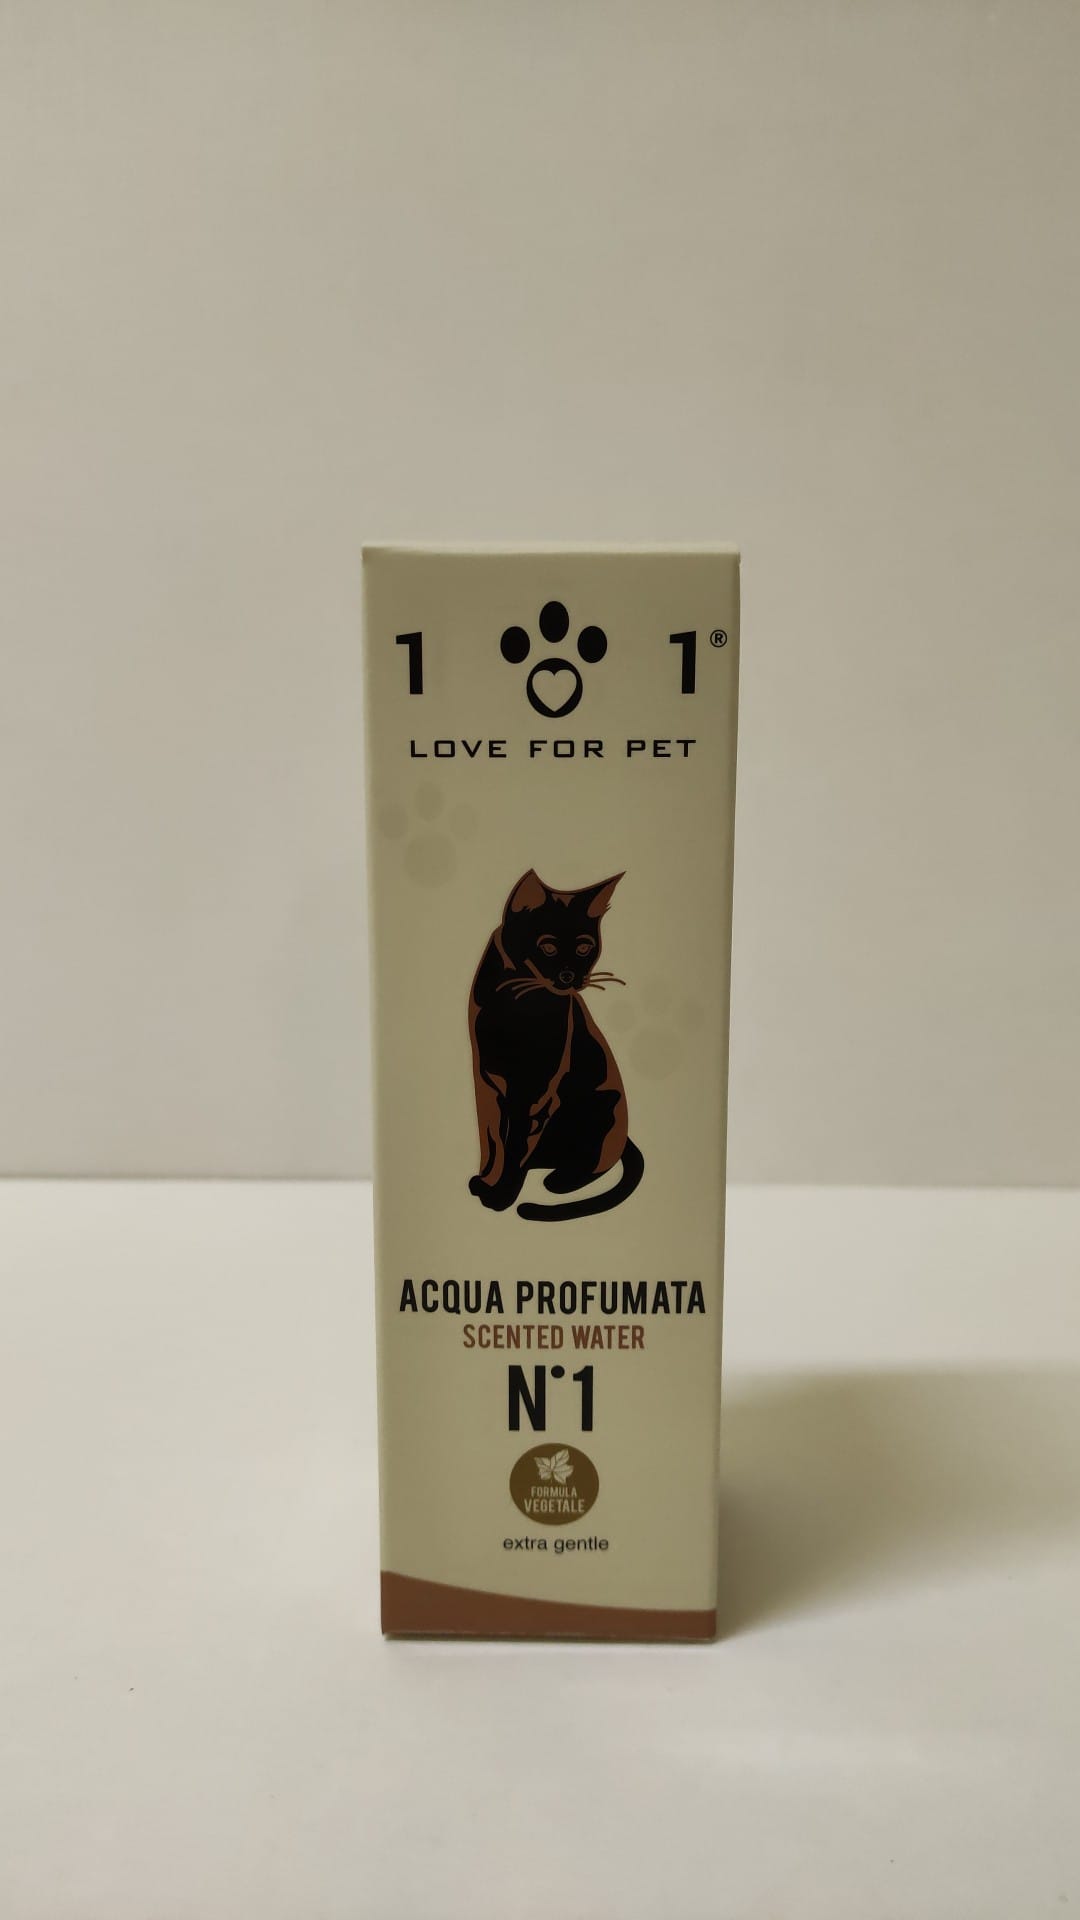 1 1®
LOVE FOR PET
ACQUA PROFUMATA
SCENTED WATER
N°1
FORMULA
VEGETALE
extra gentle